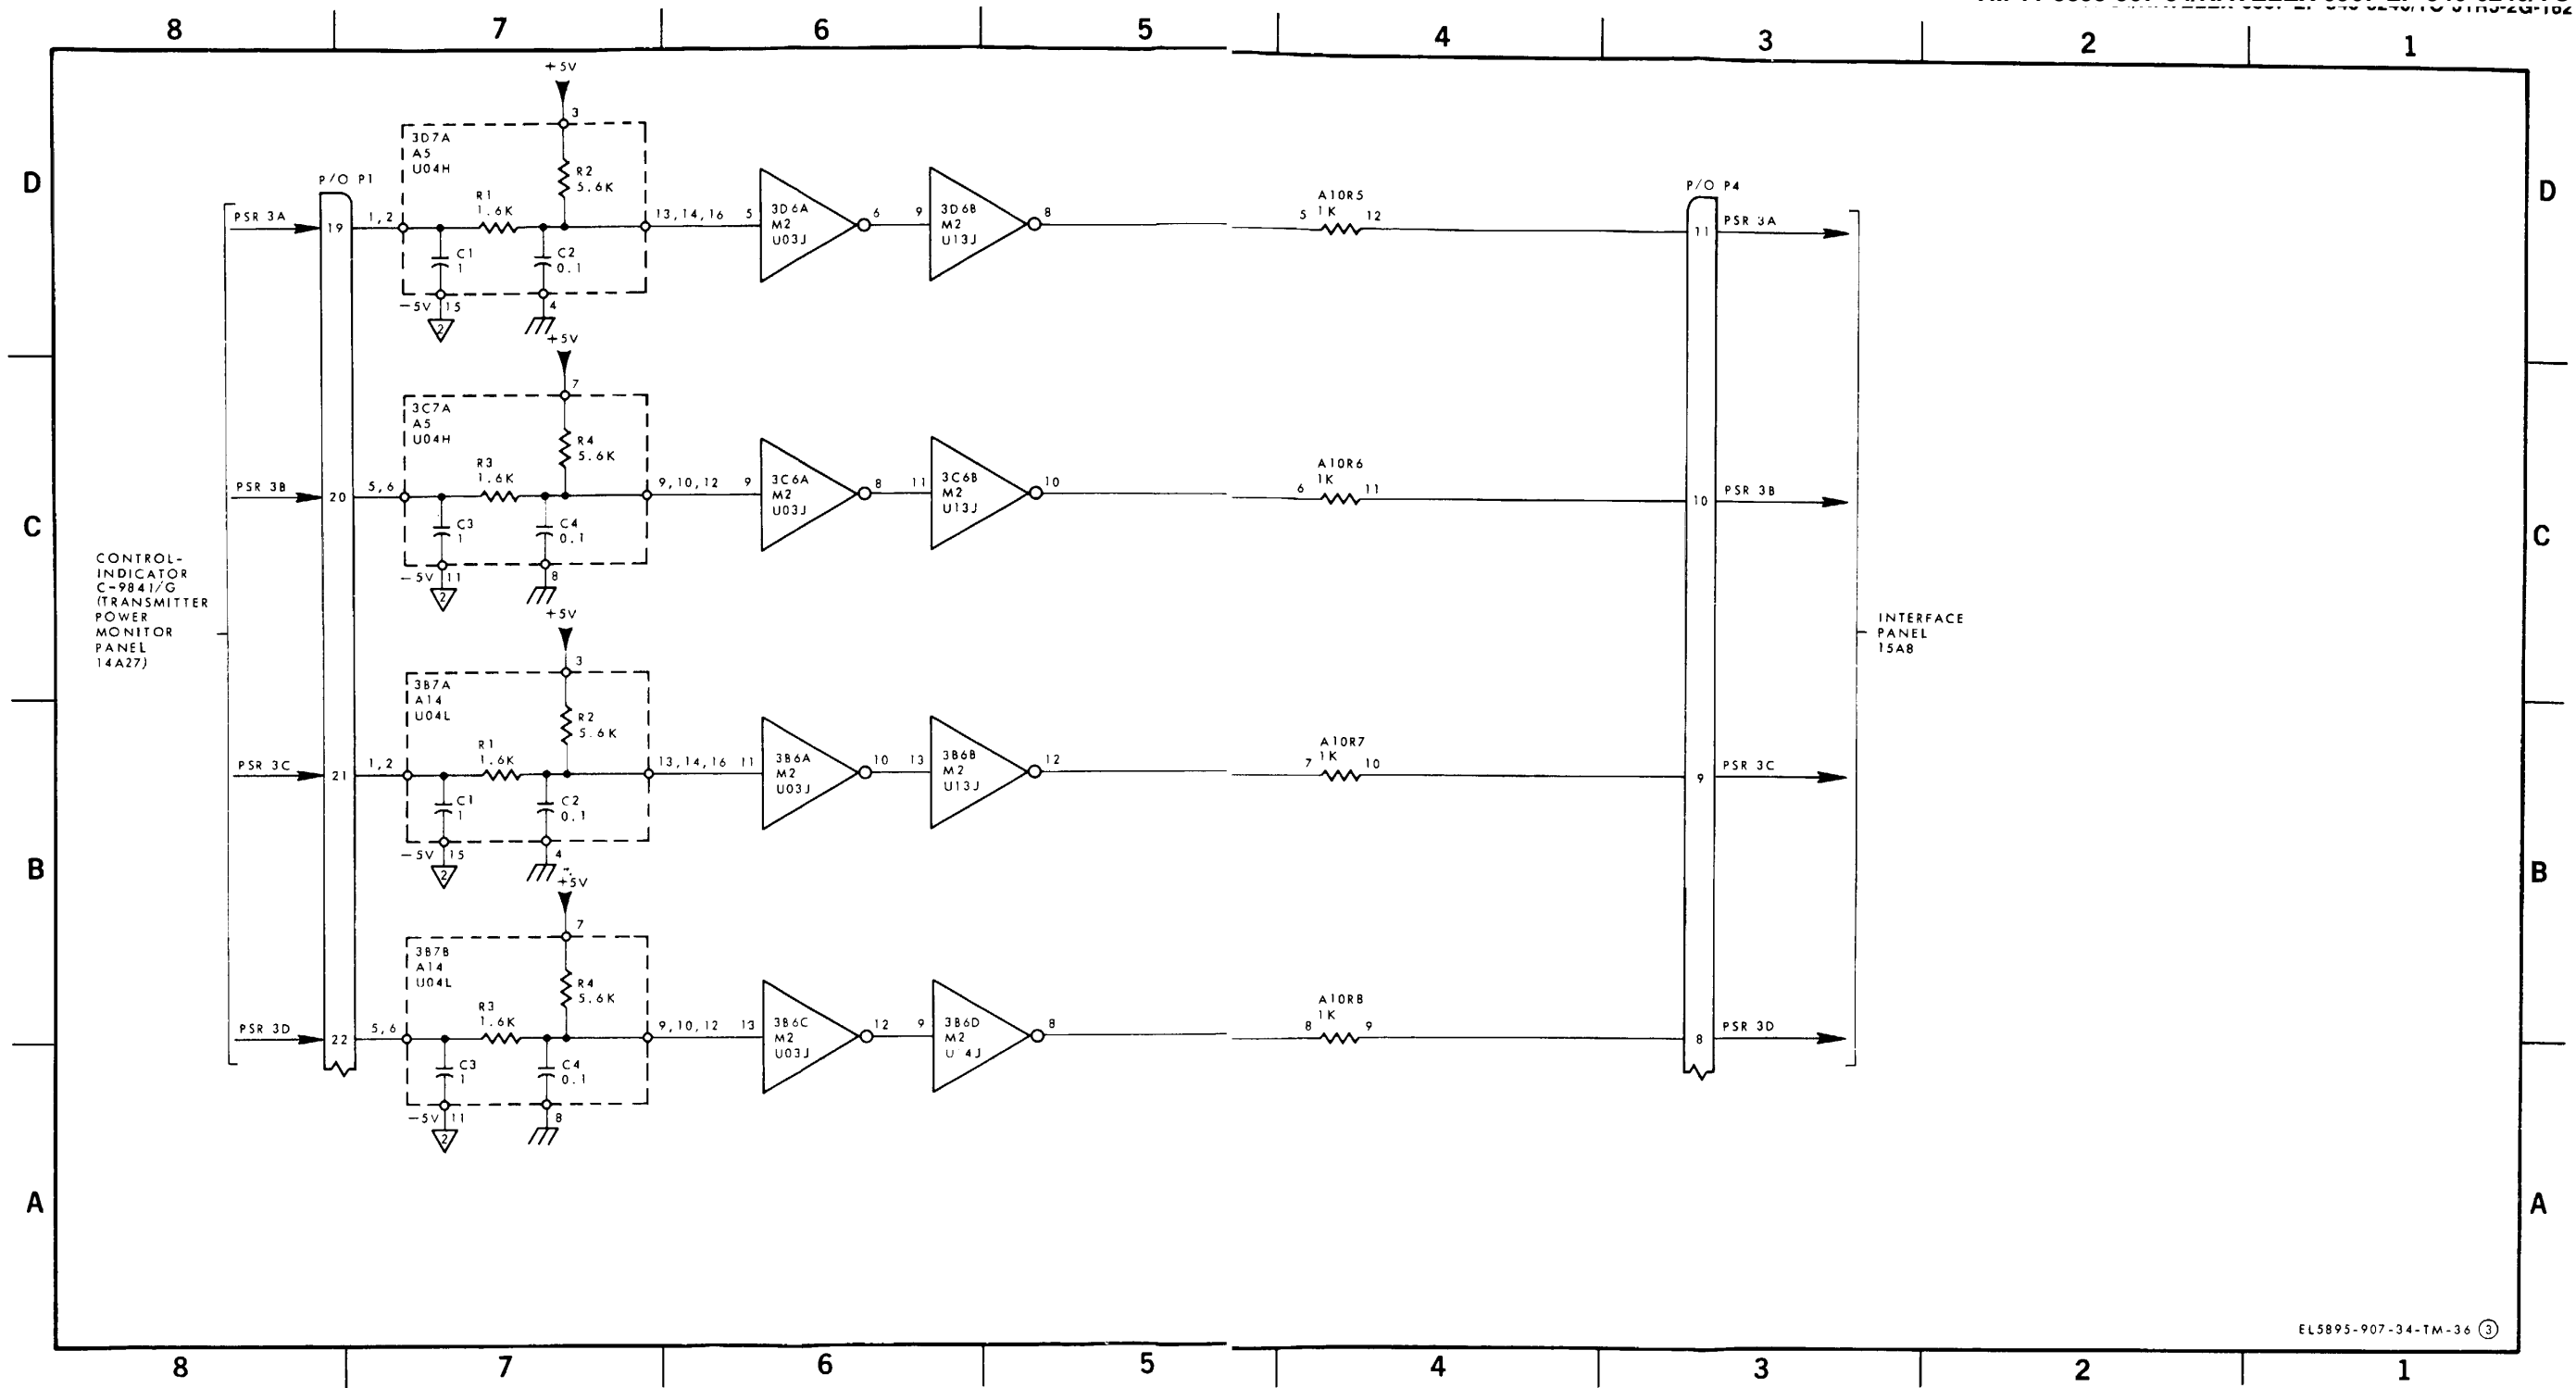 8 7 6 5 4 3 2 1
D
+5V
3
3D7A
A5
U04H
R2
5.6K
P/O P1
R1
1.6K
PSR 3A
19
1,2
13,14,16
5
3D6A
M2
U03J
6
9
3D6B
M2
U13J
8
A10R5
1K
5
12
P/O P4
11
PSR 3A
D
C1
1
C2
0.1
-5V
15
4
2
+5V
7
3C7A
A5
U04H
R4
5.6K
R3
1.6K
PSR 3B
20
5,6
9,10,12
9
3C6A
M2
U03J
8
11
3C6B
M2
U13J
10
A10R6
1K
6
11
10
PSR 3B
C
C3
1
C4
0.1
C
-5V
11
8
2
CONTROL-
INDICATOR
C-9841/G
(TRANSMITTER
POWER
MONITOR
PANEL
14A27)
INTERFACE
PANEL
15A8
+5V
3
3B7A
A14
U04L
R2
5.6K
R1
1.6K
PSR 3C
21
1,2
13,14,16
11
3B6A
M2
U03J
10
13
3B6B
M2
U13J
12
A10R7
1K
7
10
9
PSR 3C
C1
1
C2
0.1
-5V
15
4
2
B
B
+5V
7
3B7B
A14
U04L
R4
5.6K
R3
1.6K
PSR 3D
22
5,6
9,10,12
13
3B6C
M2
U03J
12
9
3B6D
M2
8
A10R8
1K
8
9
8
PSR 3D
C3
1
C4
0.1
-5V
11
8
2
A
A
EL5895-907-34-TM-36 3
8 7 6 5 4 3 2 1